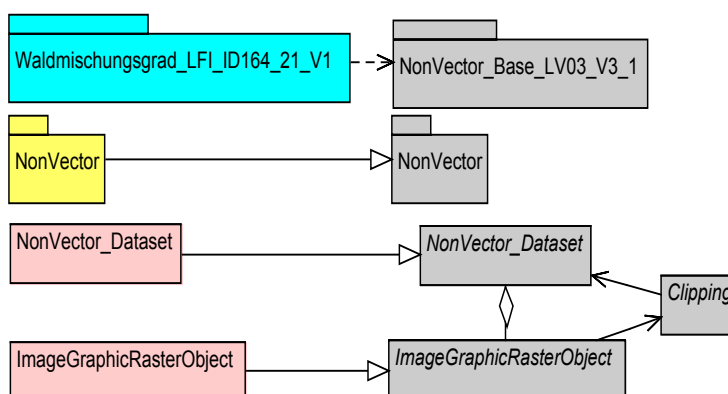 Waldmischungsgrad_LFI_ID164_21_V1
NonVector_Base_LV03_V3_1
NonVector
NonVector
NonVector_Dataset
NonVector_Dataset
Clipping
ImageGraphicRasterObject
ImageGraphicRasterObject